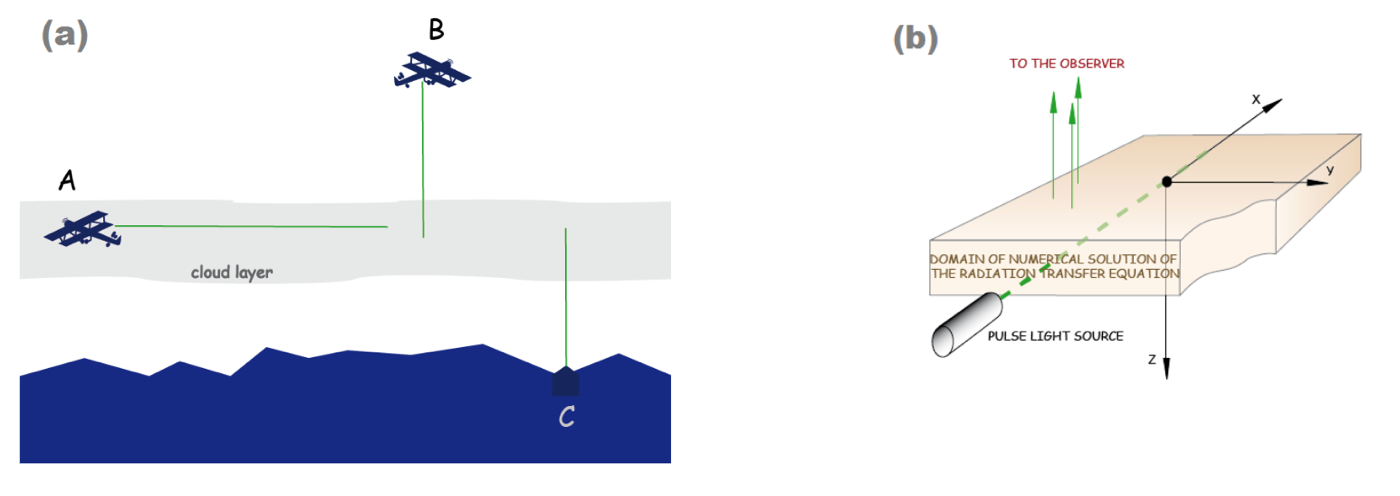 (a)
B
A
cloud layer
C
(b)
TO THE OBSERVER
X
Y
DOMAIN OF NUMERICAL SOLUTION OF
THE RADIATION TRANSFER EQUATION
PULSE LIGHT SOURCE
Z